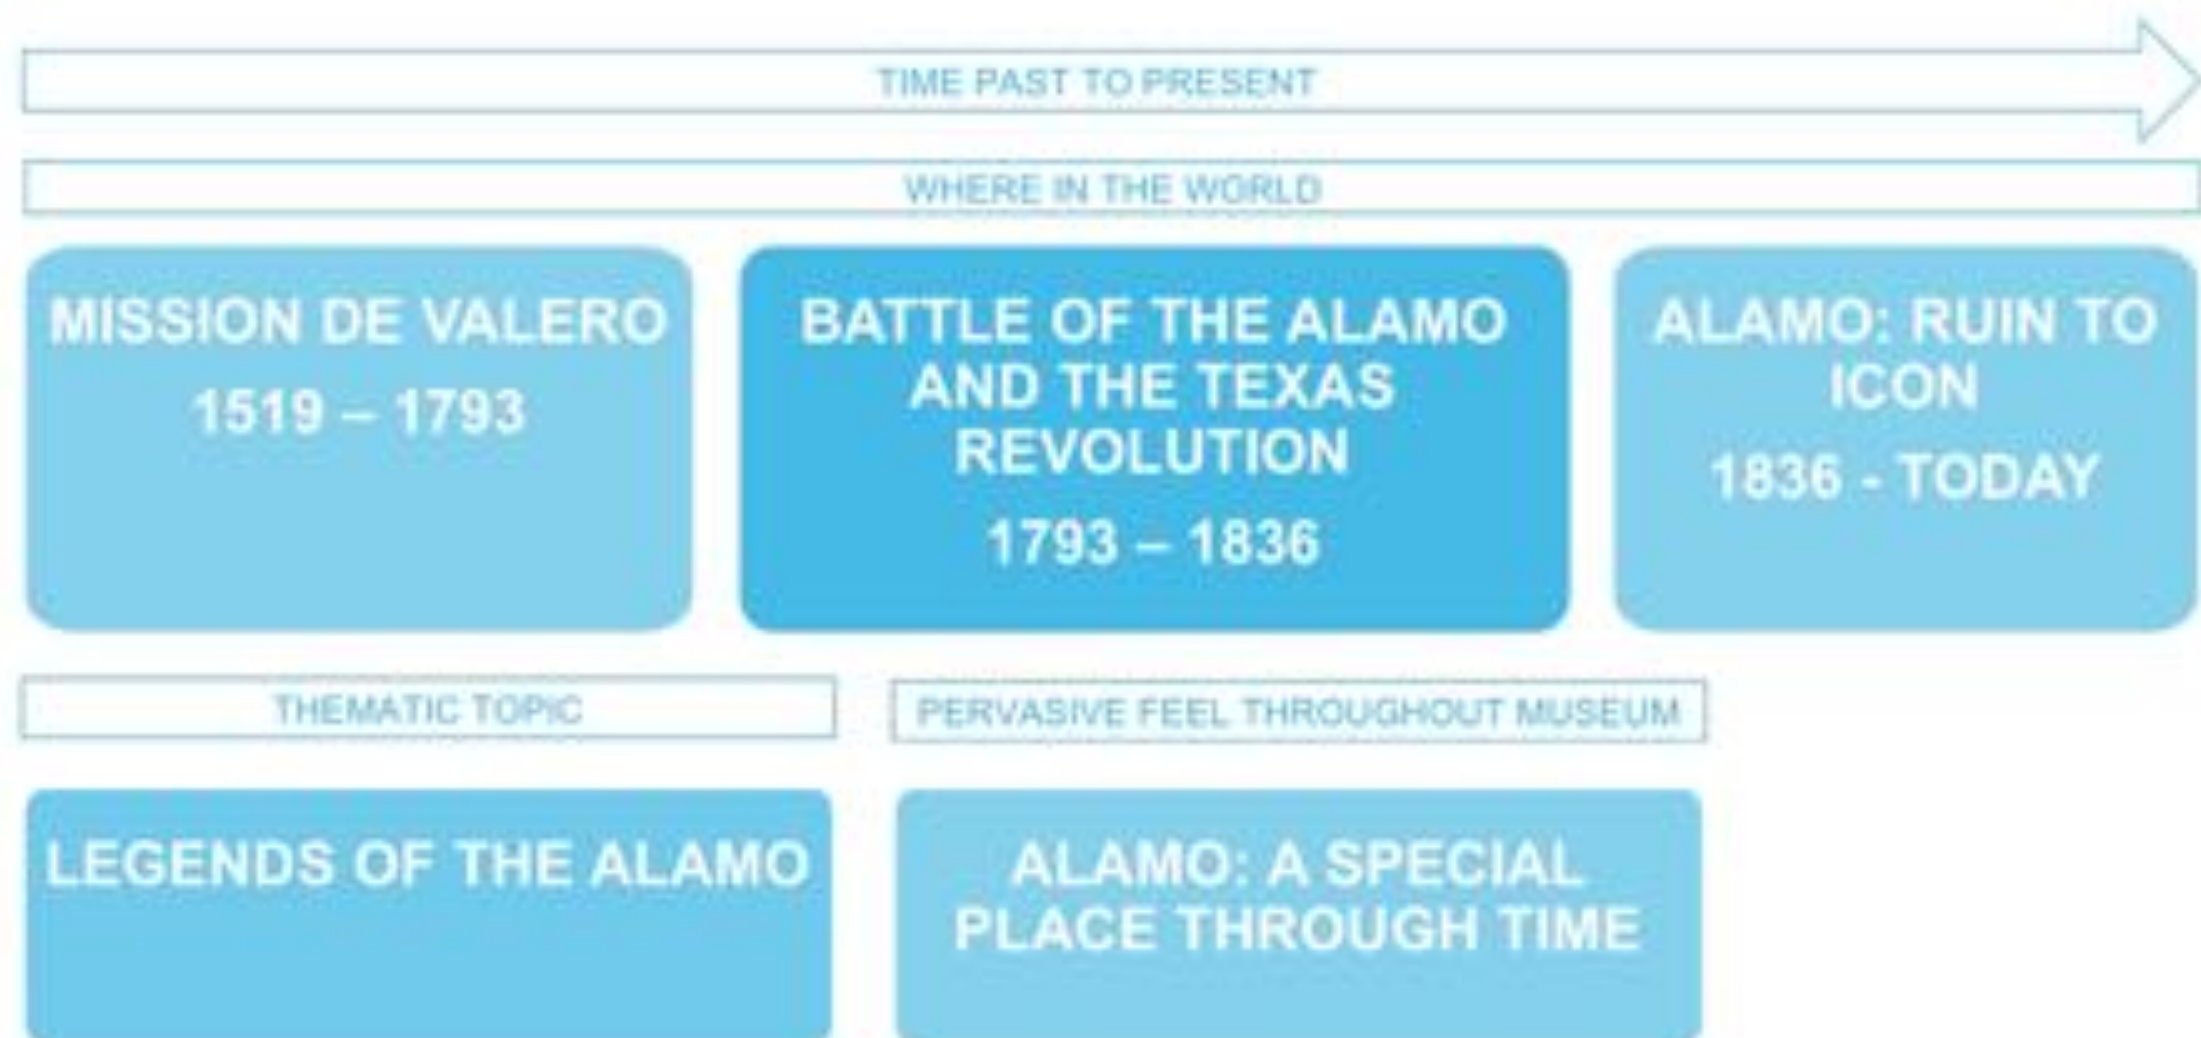 TIME PAST TO PRESENT
WHERE IN THE WORLD
MISSION DE VALERO
1519 – 1793
BATTLE OF THE ALAMO
AND THE TEXAS
REVOLUTION
1793 – 1836
ALAMO: RUIN TO
ICON
1836 - TODAY
THEMATIC TOPIC
LEGENDS OF THE ALAMO
PERVASIVE FEEL THROUGHOUT MUSEUM
ALAMO: A SPECIAL
PLACE THROUGH TIME